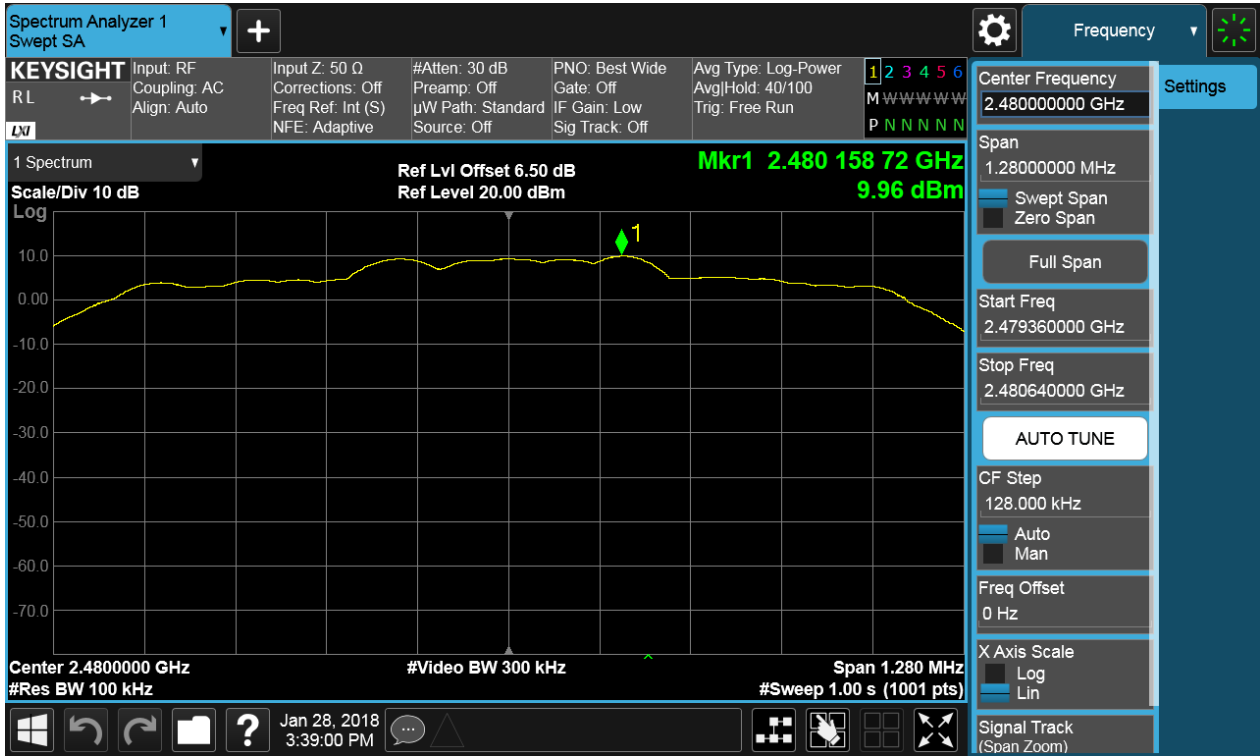 Spectrum Analyzer 1
Swept SA
+
Frequency
KEYSIGHT
RL
LXI
Input: RF
Coupling: AC
Align: Auto
Input Z: 50 Ω
Corrections: Off
Freq Ref: Int (S)
NFE: Adaptive
#Atten: 30 dB
Preamp: Off
µW Path: Standard
Source: Off
PNO: Best Wide
Gate: Off
IF Gain: Low
Sig Track: Off
Avg Type: Log-Power
Avg|Hold: 40/100
Trig: Free Run
1 2 3 4 5 6
M W W W W W
P N N N N N
1 Spectrum
Scale/Div 10 dB
Ref Lvl Offset 6.50 dB
Ref Level 20.00 dBm
Mkr1 2.480 158 72 GHz
9.96 dBm
Log
1
10.0
0.00
-10.0
-20.0
-30.0
-40.0
-50.0
-60.0
-70.0
Center 2.4800000 GHz
#Video BW 300 kHz
Span 1.280 MHz
#Res BW 100 kHz
#Sweep 1.00 s (1001 pts)
Center Frequency
2.480000000 GHz
Settings
Span
1.28000000 MHz
Swept Span
Zero Span
Full Span
Start Freq
2.479360000 GHz
Stop Freq
2.480640000 GHz
AUTO TUNE
CF Step
128.000 kHz
Auto
Man
Freq Offset
0 Hz
X Axis Scale
Log
Lin
Signal Track
(Span Zoom)
?
Jan 28, 2018
3:39:00 PM